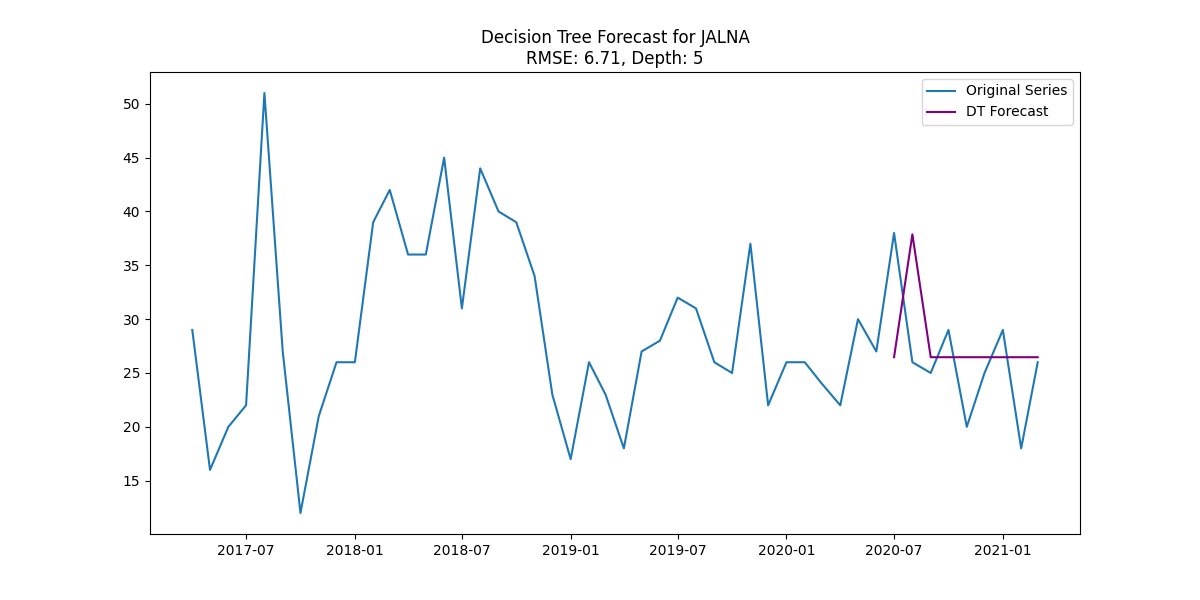 Decision Tree Forecast for JALNA
RMSE: 6.71, Depth: 5
Original Series
DT Forecast
50
45
40
35
30
25
20
15
2017-07 2018-01 2018-07 2019-01 2019-07 2020-01 2020-07 2021-01